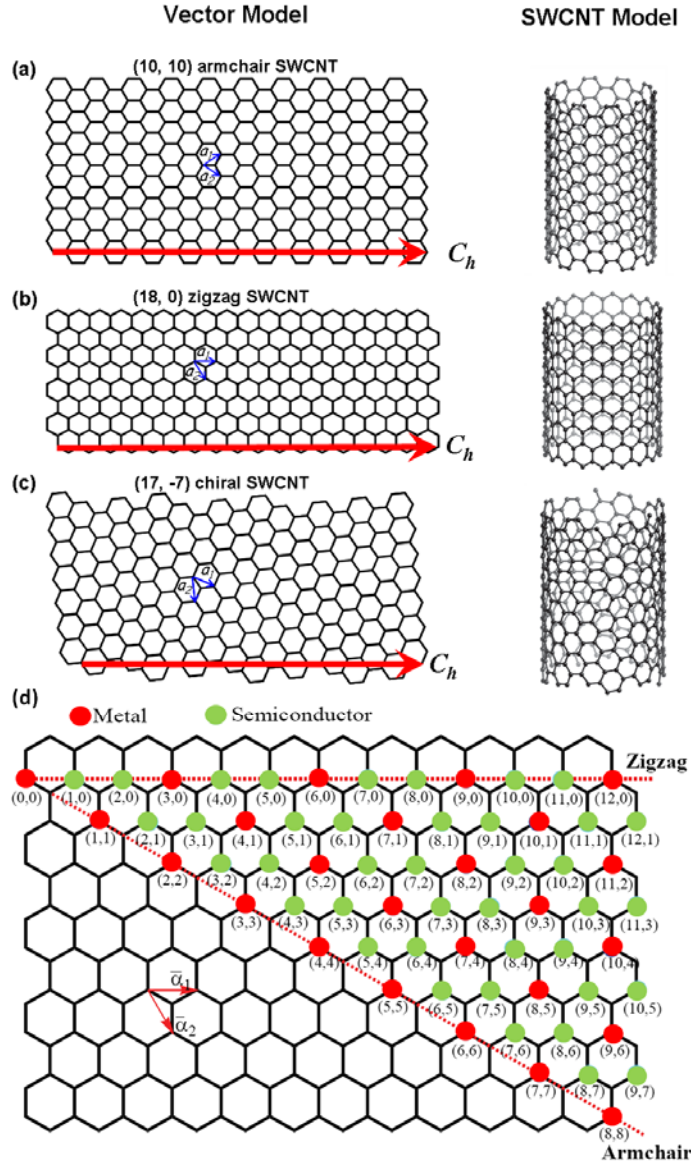 Vector Model SWCNT Model
(a) (10, 10) armchair SWCNT
a1
a2
Ch
(b) (18, 0) zigzag SWCNT
a1
a2
Ch
(c) (17, -7) chiral SWCNT
a1
a2
Ch
(d) Metal Semiconductor
Zigzag
(0,0) (1,0) (2,0) (3,0) (4,0) (5,0) (6,0) (7,0) (8,0) (9,0) (10,0) (11,0) (12,0)
(1,1) (2,1) (3,1) (4,1) (5,1) (6,1) (7,1) (8,1) (9,1) (10,1) (11,1) (12,1)
(2,2) (3,2) (4,2) (5,2) (6,2) (7,2) (8,2) (9,2) (10,2) (11,2)
(3,3) (4,3) (5,3) (6,3) (7,3) (8,3) (9,3) (10,3) (11,3)
(4,4) (5,4) (6,4) (7,4) (8,4) (9,4) (10,4)
ᾱ1
(5,5) (6,5) (7,5) (8,5) (9,5) (10,5)
ᾱ2
(6,6) (7,6) (8,6) (9,6)
(7,7) (8,7) (9,7)
(8,8)
Armchair